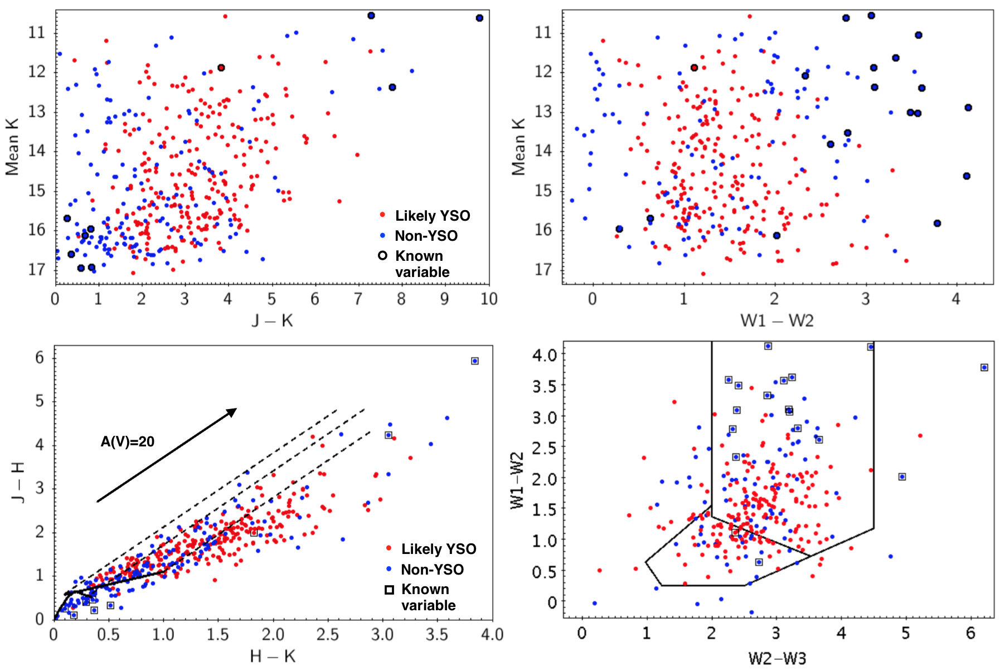 11
12
13
14
15
16
17
Mean K
0 1 2 3 4 5 6 7 8 9 10
J − K
Likely YSO
Non-YSO
Known
variable
11
12
13
14
15
16
17
Mean K
0 1 2 3 4
W1 − W2
6
5
4
3
2
1
0
J − H
A(V)=20
0 0.5 1.0 1.5 2.0 2.5 3.0 3.5 4.0
H − K
Likely YSO
Non-YSO
Known
variable
4.0
3.5
3.0
2.5
2.0
1.5
1.0
0.5
0
W1−W2
0 1 2 3 4 5 6
W2−W3